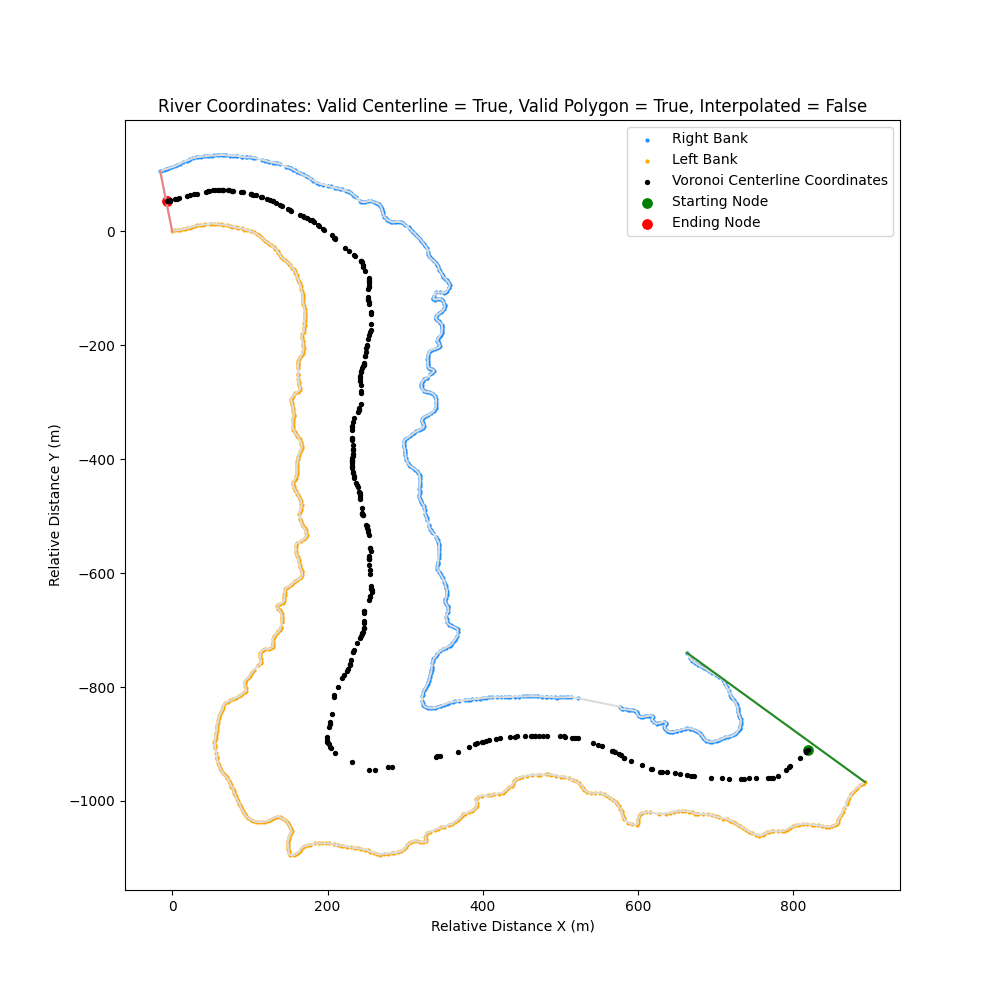 River Coordinates: Valid Centerline = True, Valid Polygon = True, Interpolated = False
Right Bank
Left Bank
Voronoi Centerline Coordinates
Starting Node
Ending Node
Relative Distance Y (m)
0
−200
−400
−600
−800
−1000
0 200 400 600 800
Relative Distance X (m)